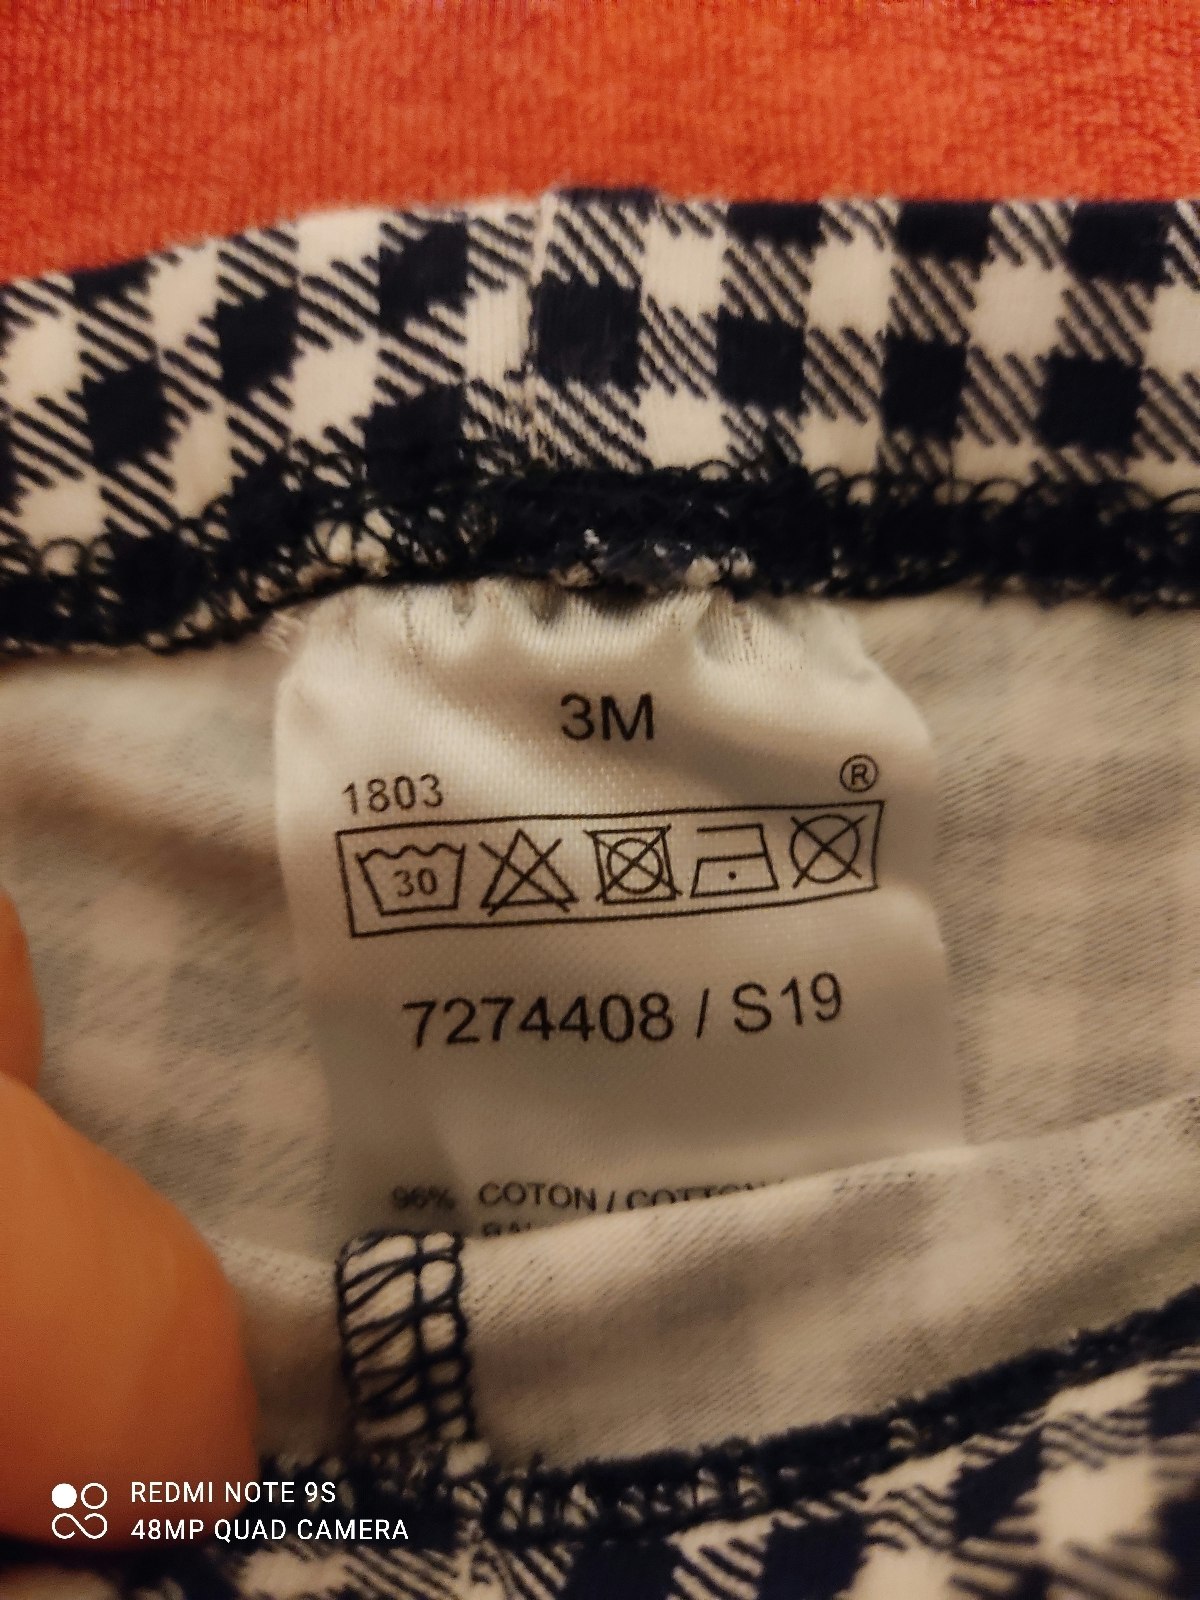 3M
1803
®
30
7274408 / S19
96% COTON / COTTON
REDMI NOTE 9S
48MP QUAD CAMERA